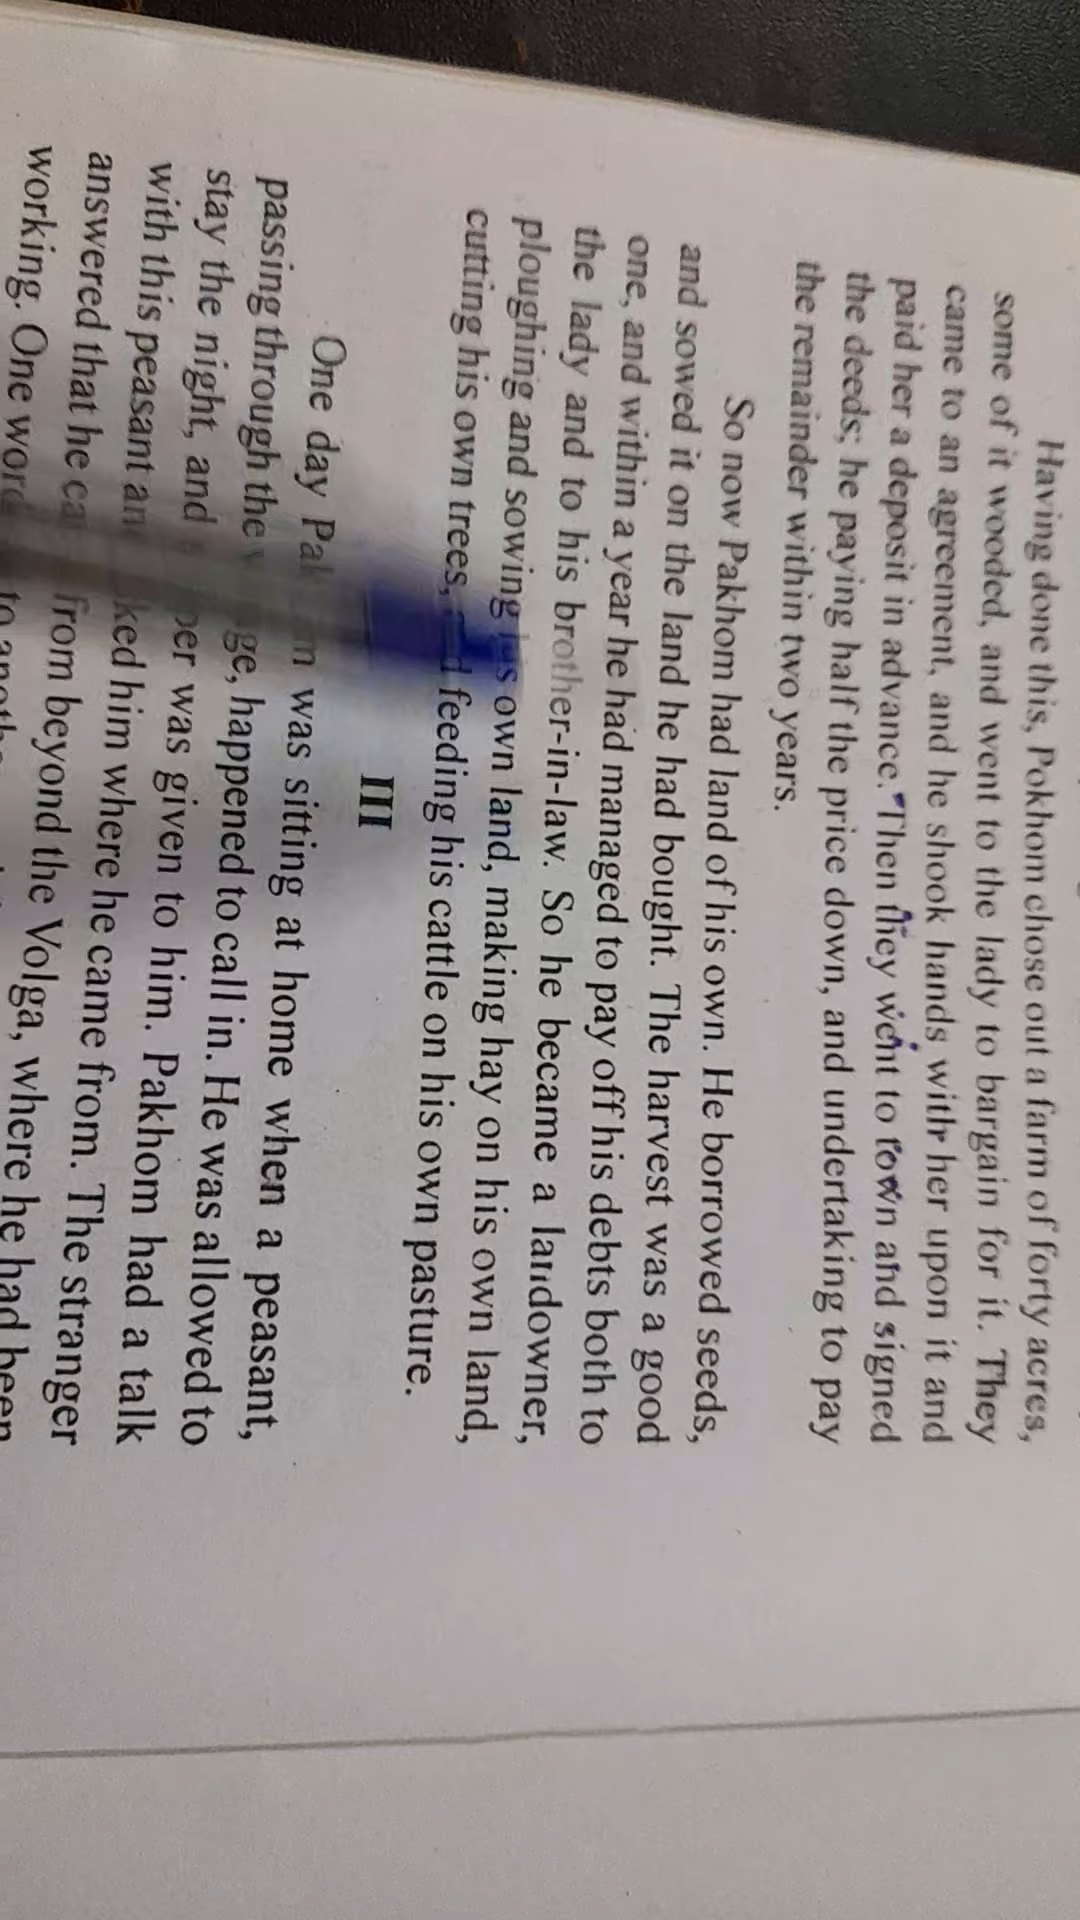 Having done this, Pokhom chose out a farm of forty acres,
some of it wooded, and went to the lady to bargain for it. They
came to an agreement, and he shook hands with her upon it and
paid her a deposit in advance. Then they went to town and signed
the deeds; he paying half the price down, and undertaking to pay
the remainder within two years.
So now Pakhom had land of his own. He borrowed seeds,
and sowed it on the land he had bought. The harvest was a good
one, and within a year he had managed to pay off his debts both to
the lady and to his brother-in-law. So he became a landowner,
ploughing and sowing his own land, making hay on his own land,
cutting his own trees, feeding his cattle on his own pasture.
III
One day was sitting at home when a peasant,
passing through the happened to call in. He was allowed to
stay the night, and was given to him. Pakhom had a talk
with this peasant him where he came from. The stranger
answered that he from beyond the Volga, where he had been
working. One